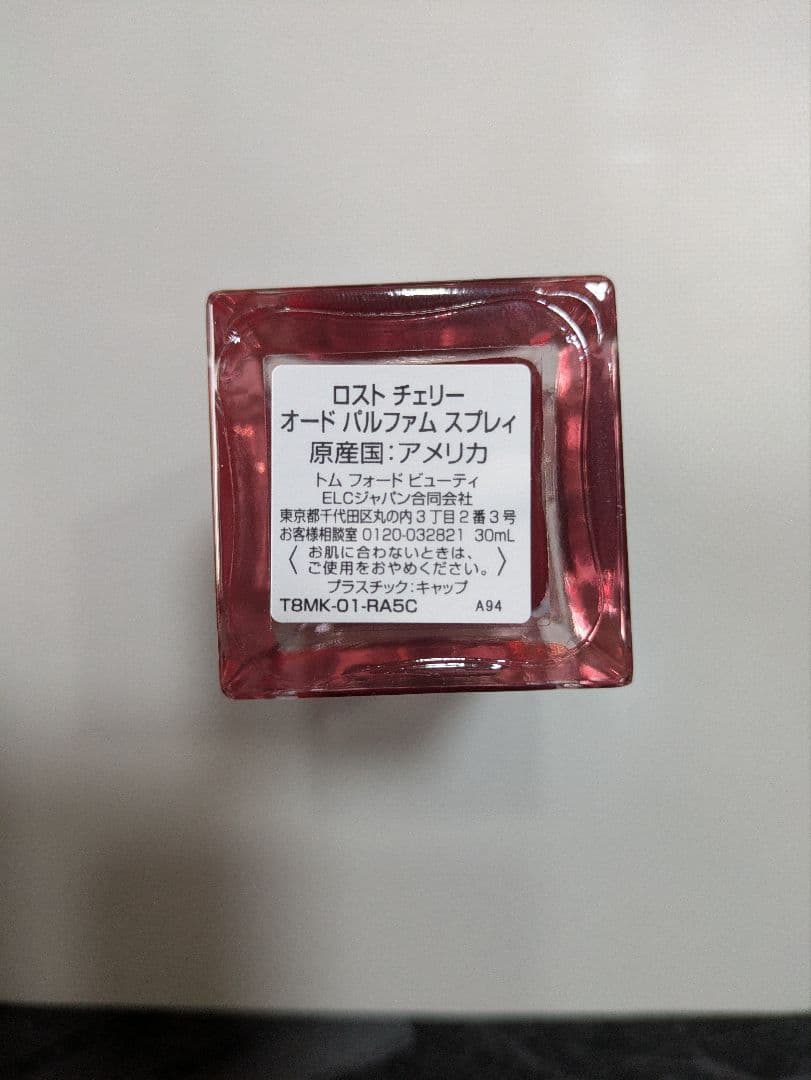 ロスト チェリー
オード パルファム スプレィ
原産国:アメリカ
トム フォード ビューティ
ELCジャパン合同会社
東京都千代田区丸の内3丁目2番3号
お客様相談室 0120-032821 30mL
〈お肌に合わないときは、
ご使用をおやめください。〉
プラスチック:キャップ
T8MK-01-RA5C A94